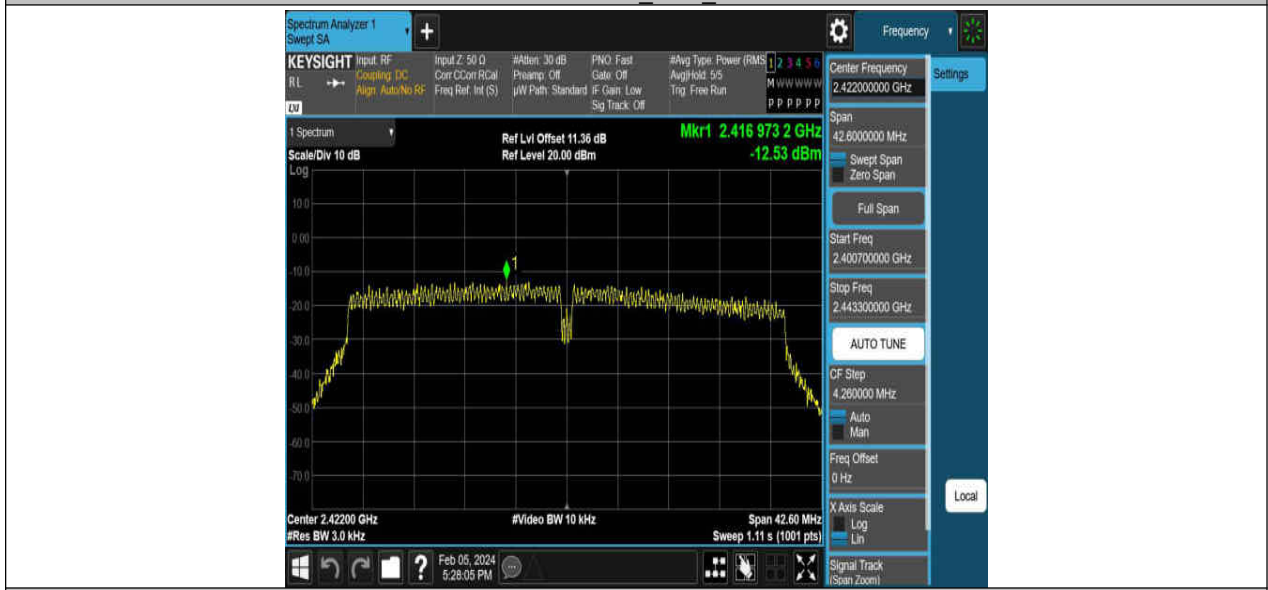 Spectrum Analyzer 1
Swept SA
+
Frequency
KEYSIGHT
RL
LXI
Input: RF
Coupling: DC
Align: Auto/No RF
Input Z: 50 Ω
Corr CCorr RCal
Freq Ref: Int (S)
#Atten: 30 dB
Preamp: Off
µW Path: Standard
PNO: Fast
Gate: Off
IF Gain: Low
Sig Track: Off
#Avg Type: Power (RMS
Avg|Hold: 5/5
Trig: Free Run
1 2 3 4 5 6
M W W W W W
P P P P P P
1 Spectrum
Scale/Div 10 dB
Log
Ref Lvl Offset 11.36 dB
Ref Level 20.00 dBm
Mkr1 2.416 973 2 GHz
-12.53 dBm
10.0
0.00
-10.0
-20.0
-30.0
-40.0
-50.0
-60.0
-70.0
1
Center 2.42200 GHz
#Res BW 3.0 kHz
#Video BW 10 kHz
Span 42.60 MHz
Sweep 1.11 s (1001 pts)
Center Frequency
2.422000000 GHz
Settings
Span
42.6000000 MHz
Swept Span
Zero Span
Full Span
Start Freq
2.400700000 GHz
Stop Freq
2.443300000 GHz
AUTO TUNE
CF Step
4.260000 MHz
Auto
Man
Freq Offset
0 Hz
X Axis Scale
Log
Lin
Local
Signal Track
(Span Zoom)
?
Feb 05, 2024
5:28:05 PM